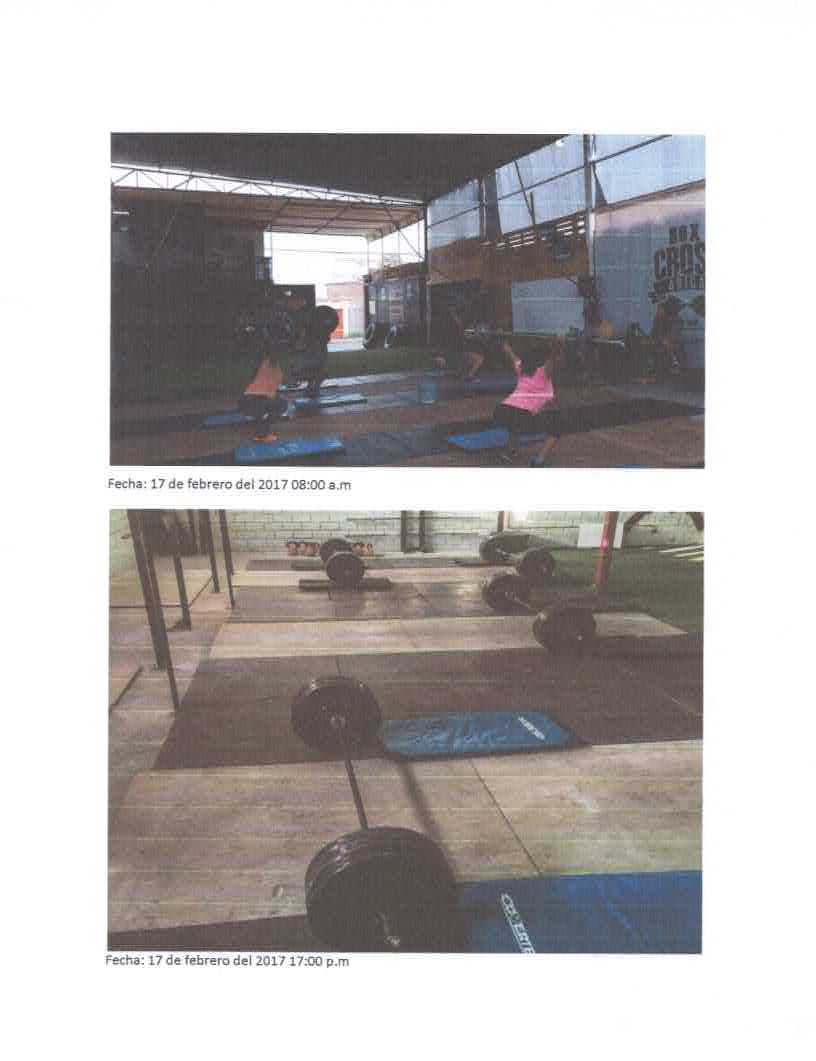 BOX
CROS
Fecha: 17 de febrero del 2017 08:00 a.m
Fecha: 17 de febrero del 2017 17:00 p.m